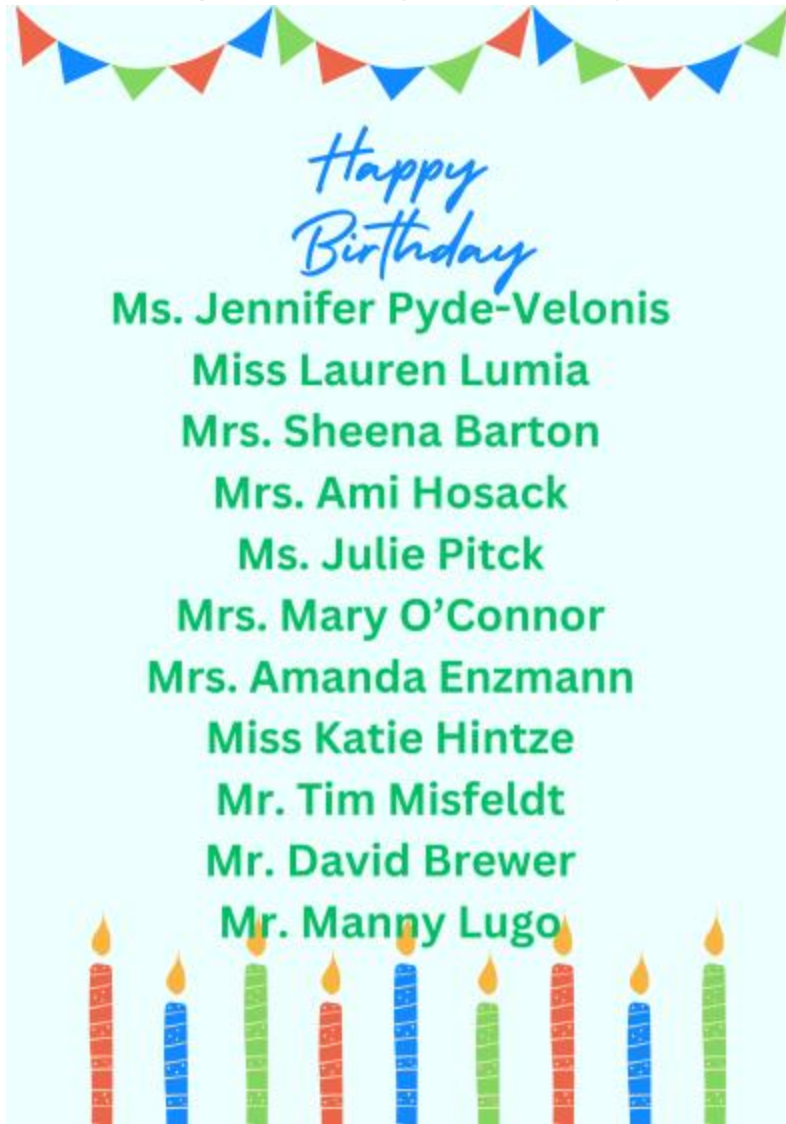 Happy
Birthday
Ms. Jennifer Pyde-Velonis
Miss Lauren Lumia
Mrs. Sheena Barton
Mrs. Ami Hosack
Ms. Julie Pitck
Mrs. Mary O’Connor
Mrs. Amanda Enzmann
Miss Katie Hintze
Mr. Tim Misfeldt
Mr. David Brewer
Mr. Manny Lugo